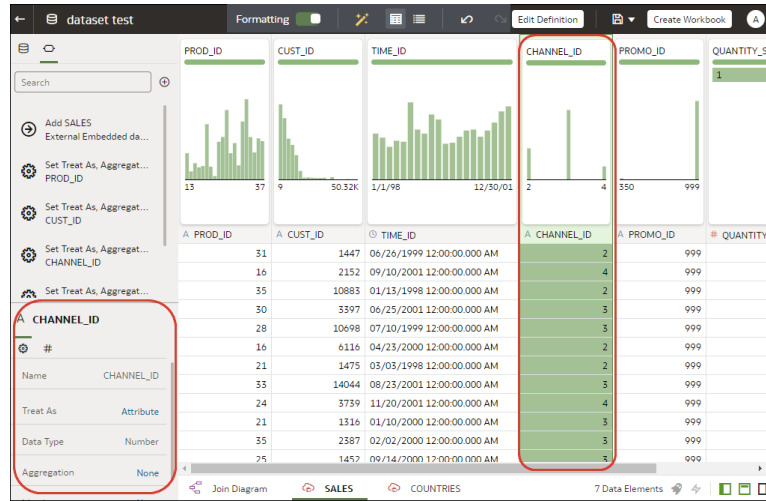 dataset test
Formatting
Edit Definition
Create Workbook
A
Search
Add SALES
External Embedded da...
Set Treat As, Aggregat...
PROD_ID
Set Treat As, Aggregat...
CUST_ID
Set Treat As, Aggregat...
CHANNEL_ID
Set Treat As, Aggregat...
A CHANNEL_ID
#
Name CHANNEL_ID
Treat As Attribute
Data Type Number
Aggregation None
PROD_ID CUST_ID TIME_ID CHANNEL_ID PROMO_ID QUANTITY_S
1
13 37 9 50.32K 1/1/98 12/30/01 2 4 350 999
A PROD_ID A CUST_ID TIME_ID A CHANNEL_ID A PROMO_ID # QUANTITY
31 1447 06/26/1999 12:00:00.000 AM 2 999
16 2152 09/10/2001 12:00:00.000 AM 4 999
35 10883 01/13/1998 12:00:00.000 AM 2 999
30 3397 06/25/2001 12:00:00.000 AM 3 999
28 10698 07/10/1999 12:00:00.000 AM 3 999
16 6116 04/23/2000 12:00:00.000 AM 2 999
21 1475 03/03/1998 12:00:00.000 AM 2 999
33 14044 08/23/2001 12:00:00.000 AM 3 999
24 3739 11/20/2001 12:00:00.000 AM 4 999
21 1316 01/10/2000 12:00:00.000 AM 3 999
35 2387 02/02/2000 12:00:00.000 AM 3 999
25 1452 09/14/2000 12:00:00.000 AM 3 999
Join Diagram SALES COUNTRIES 7 Data Elements